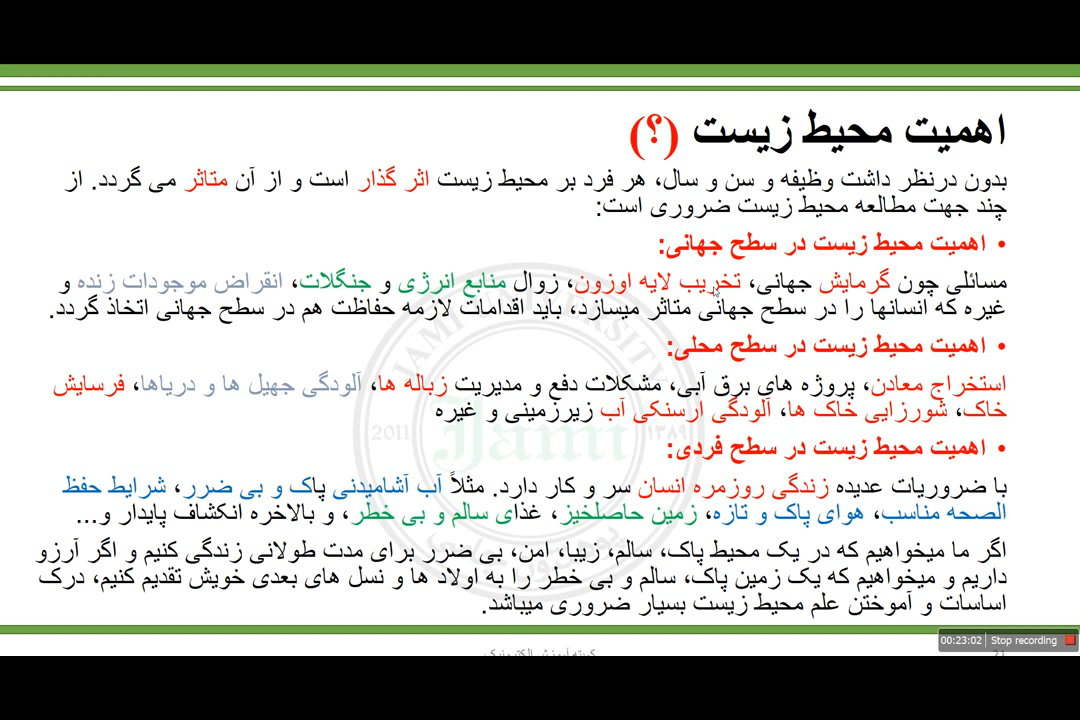 اهمیت محیط زیست (؟)
بدون درنظر داشت وظیفه و سن و سال، هر فرد بر محیط زیست اثر گذار است و از آن متاثر می گردد. از
چند جهت مطالعه محیط زیست ضروری است:
• اهمیت محیط زیست در سطح جهانی:
مسائلی چون گرمایش جهانی، تخریب لایه اوزون، زوال منابع انرژی و جنگلات، انقراض موجودات زنده و
غیره که انسانها را در سطح جهانی متاثر میسازد، باید اقدامات لازمه حفاظت هم در سطح جهانی اتخاذ گردد.
• اهمیت محیط زیست در سطح محلی:
استخراج معادن، پروژه های برق آبی، مشکلات دفع و مدیریت زباله ها، آلودگی جهیل ها و دریاها، فرسایش
خاک، شورزایی خاک ها، آلودگی ارسنکی آب زیرزمینی و غیره
• اهمیت محیط زیست در سطح فردی:
با ضروریات عدیده زندگی روزمره انسان سر و کار دارد. مثلاً آب آشامیدنی پاک و بی ضرر، شرایط حفظ
الصحه مناسب، هوای پاک و تازه، زمین حاصلخیز، غذای سالم و بی خطر، و بالاخره انکشاف پایدار و...
اگر ما میخواهیم که در یک محیط پاک، سالم، زیبا، امن، بی ضرر برای مدت طولانی زندگی کنیم و اگر آرزو
داریم و میخواهیم که یک زمین پاک، سالم و بی خطر را به اولاد ها و نسل های بعدی خویش تقدیم کنیم، درک
اساسات و آموختن علم محیط زیست بسیار ضروری میباشد.
JAMI UNIVERSITY
2011 Jami ۱۳۸۹
00:23:02 Stop recording
21